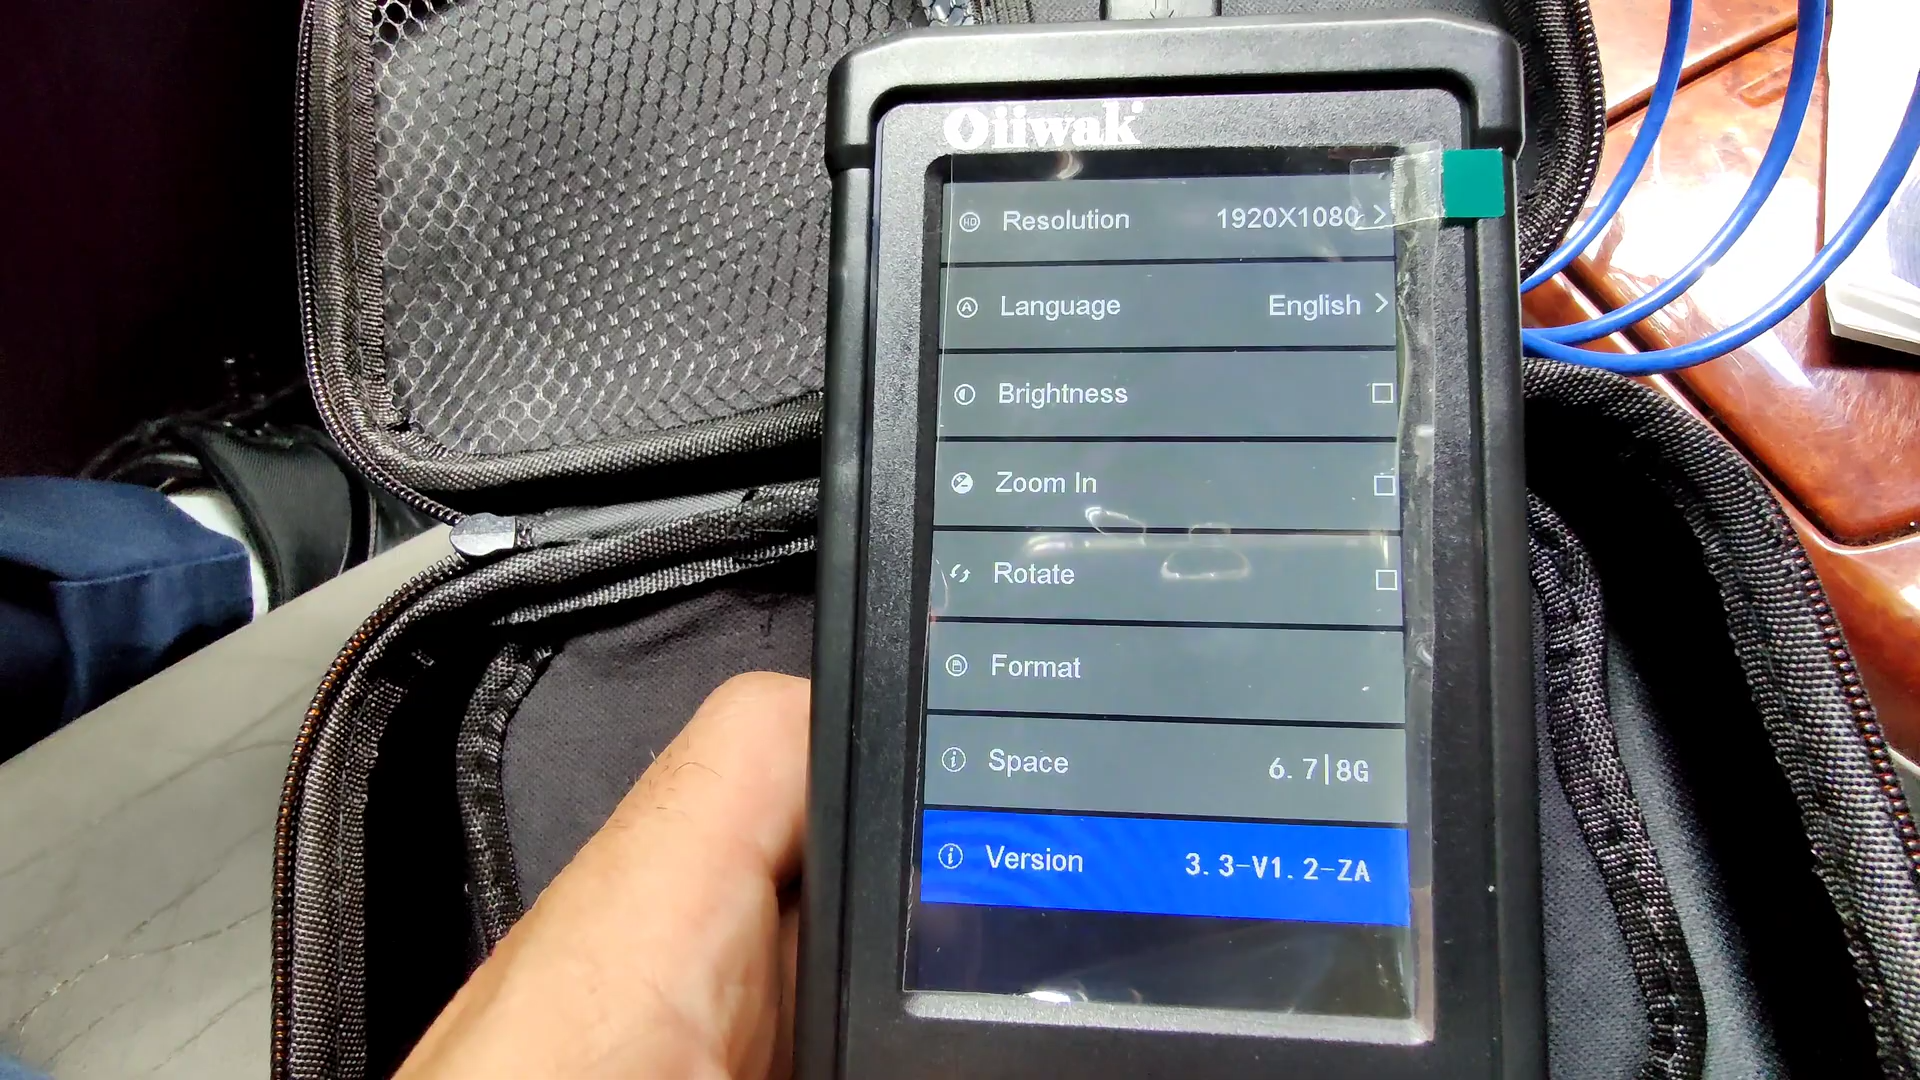 Oiiwak
Resolution 1920X1080
Language English
Brightness
Zoom In
Rotate
Format
Space 6.7|8G
Version 3.3-V1.2-ZA